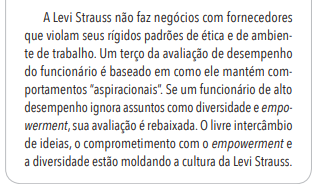 A Levi Strauss não faz negócios com fornecedores
que violam seus rígidos padrões de ética e de ambien-
te de trabalho. Um terço da avaliação de desempenho
do funcionário é baseado em como ele mantém com-
portamentos “aspiracionais”. Se um funcionário de alto
desempenho ignora assuntos como diversidade e empo-
werment, sua avaliação é rebaixada. O livre intercâmbio
de ideias, o comprometimento com o empowerment e
a diversidade estão moldando a cultura da Levi Strauss.